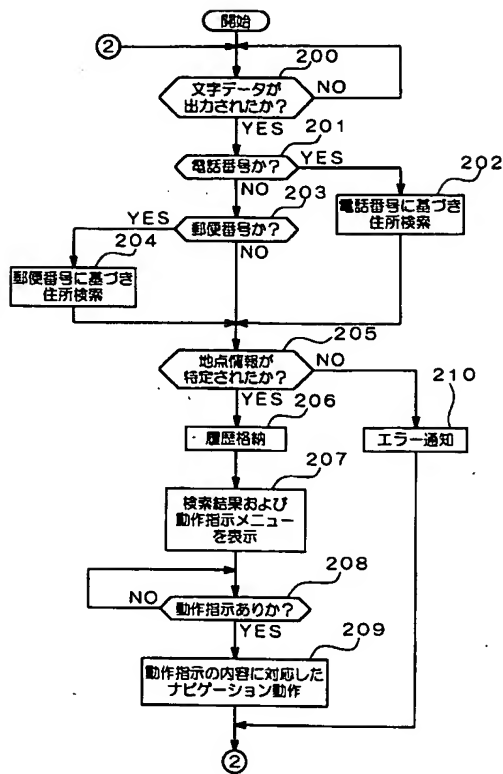 開始
②
200
文字データが
出力されたか?
NO
YES
201
電話番号か?
YES
NO
202
電話番号に基づき
住所検索
203
郵便番号か?
YES
NO
204
郵便番号に基づき
住所検索
205
地点情報が
特定されたか?
NO
YES
206
履歴格納
210
エラー通知
207
検索結果および
動作指示メニュー
を表示
208
動作指示ありか?
NO
YES
209
動作指示の内容に対応した
ナビゲーション動作
②